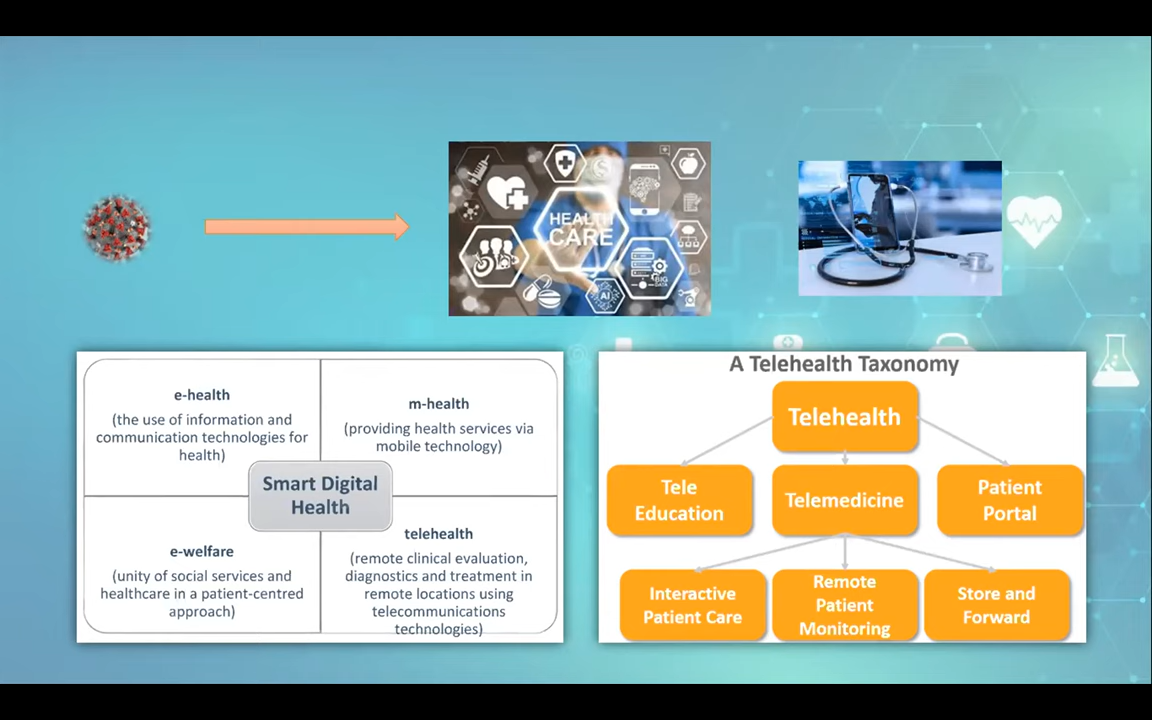 HEALTH
CARE
BIG
DATA
AI
e-health
(the use of information and
communication technologies for
health)
m-health
(providing health services via
mobile technology)
Smart Digital
Health
e-welfare
(unity of social services and
healthcare in a patient-centred
approach)
telehealth
(remote clinical evaluation,
diagnostics and treatment in
remote locations using
telecommunications
technologies)
A Telehealth Taxonomy
Telehealth
Tele
Education
Telemedicine
Patient
Portal
Interactive
Patient Care
Remote
Patient
Monitoring
Store and
Forward